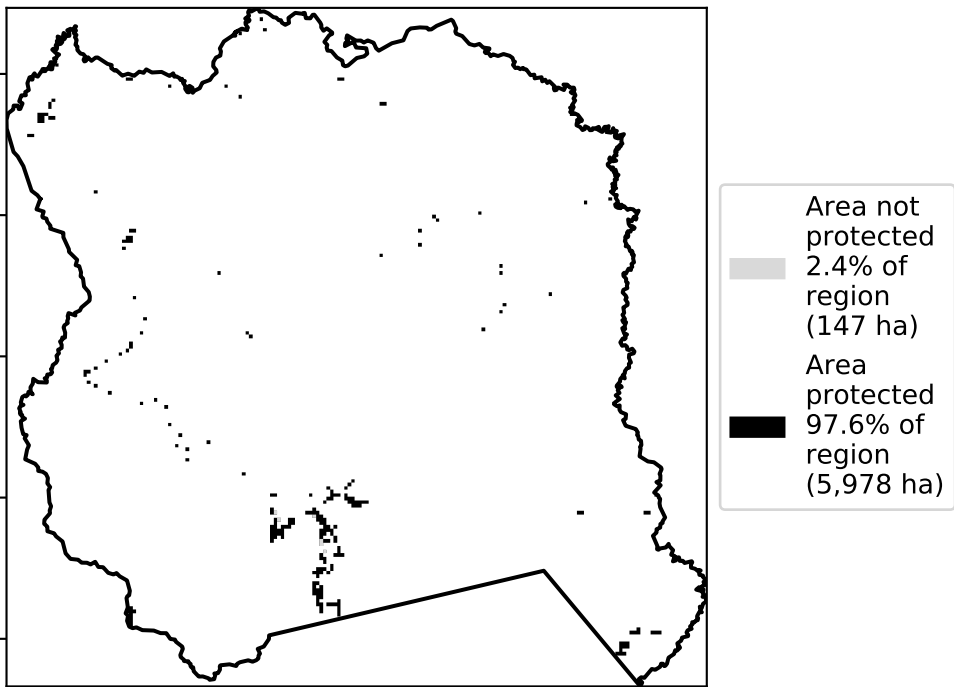 Area not
protected
2.4% of
region
(147 ha)
Area
protected
97.6% of
region
(5,978 ha)